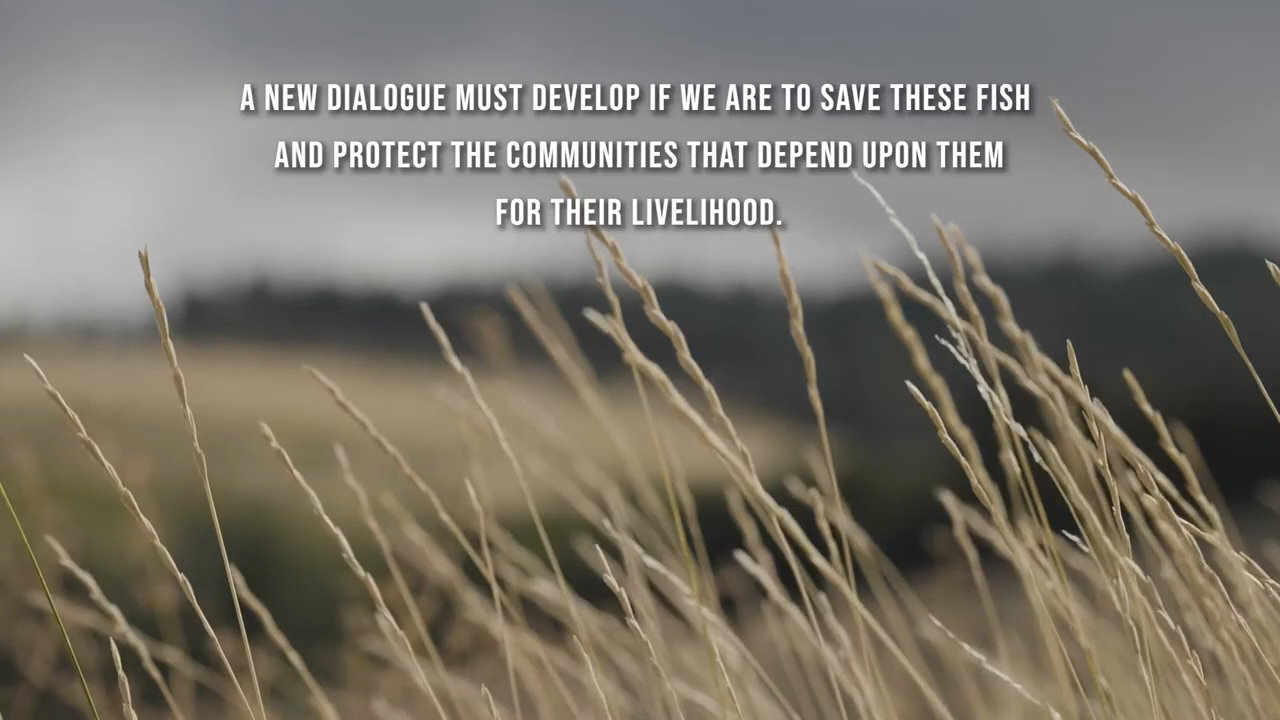 A NEW DIALOGUE MUST DEVELOP IF WE ARE TO SAVE THESE FISH
AND PROTECT THE COMMUNITIES THAT DEPEND UPON THEM
FOR THEIR LIVELIHOOD.